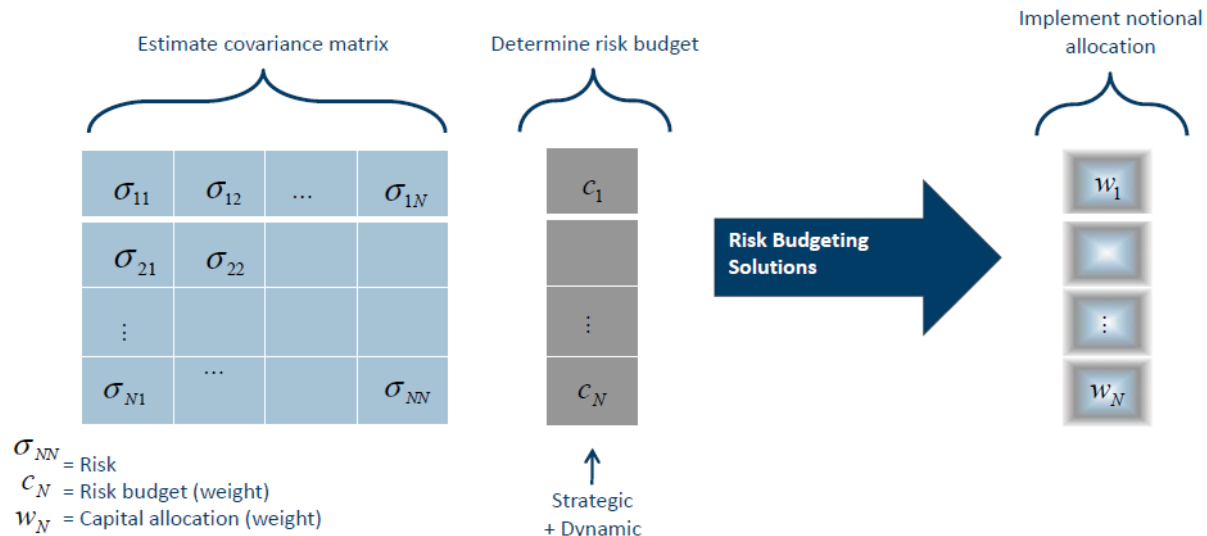 Estimate covariance matrix
Determine risk budget
Implement notional
allocation
σ₁₁ σ₁₂ ... σ₁N
c₁
w₁
σ₂₁ σ₂₂
Risk Budgeting
Solutions
⋮
⋮
⋮
...
σN1 σNN
cN
wN
σNN = Risk
cN = Risk budget (weight)
wN = Capital allocation (weight)
Strategic
+ Dynamic